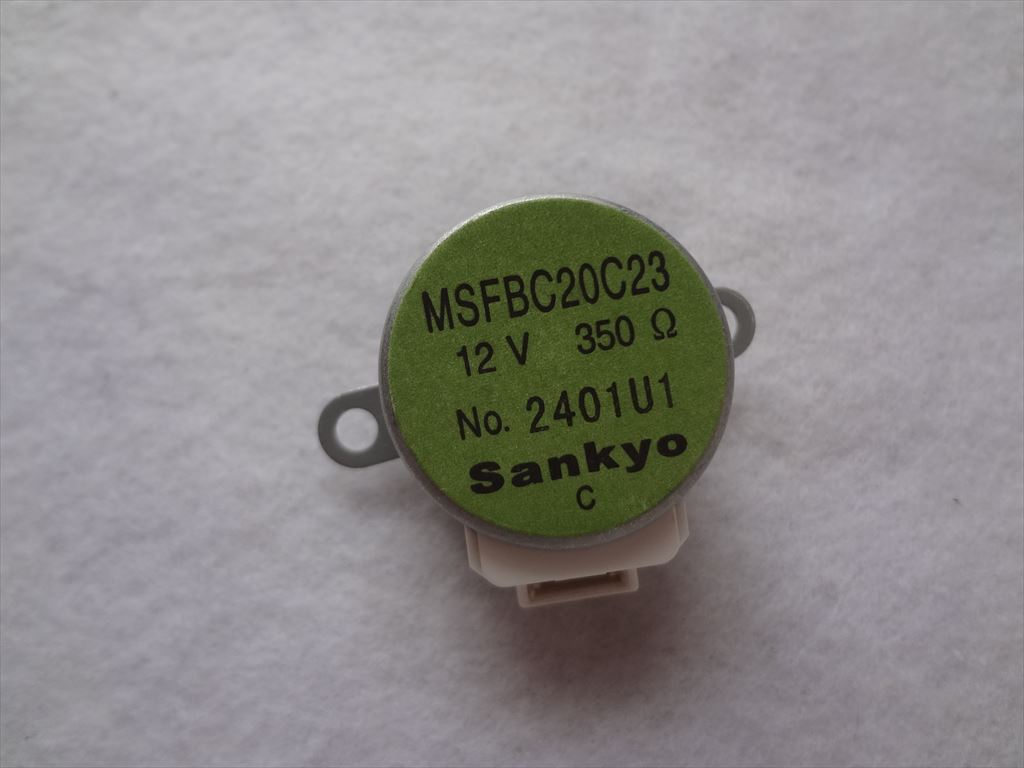 MSFBC20C23
12 V 350 Ω
No. 2401U1
Sankyo
C